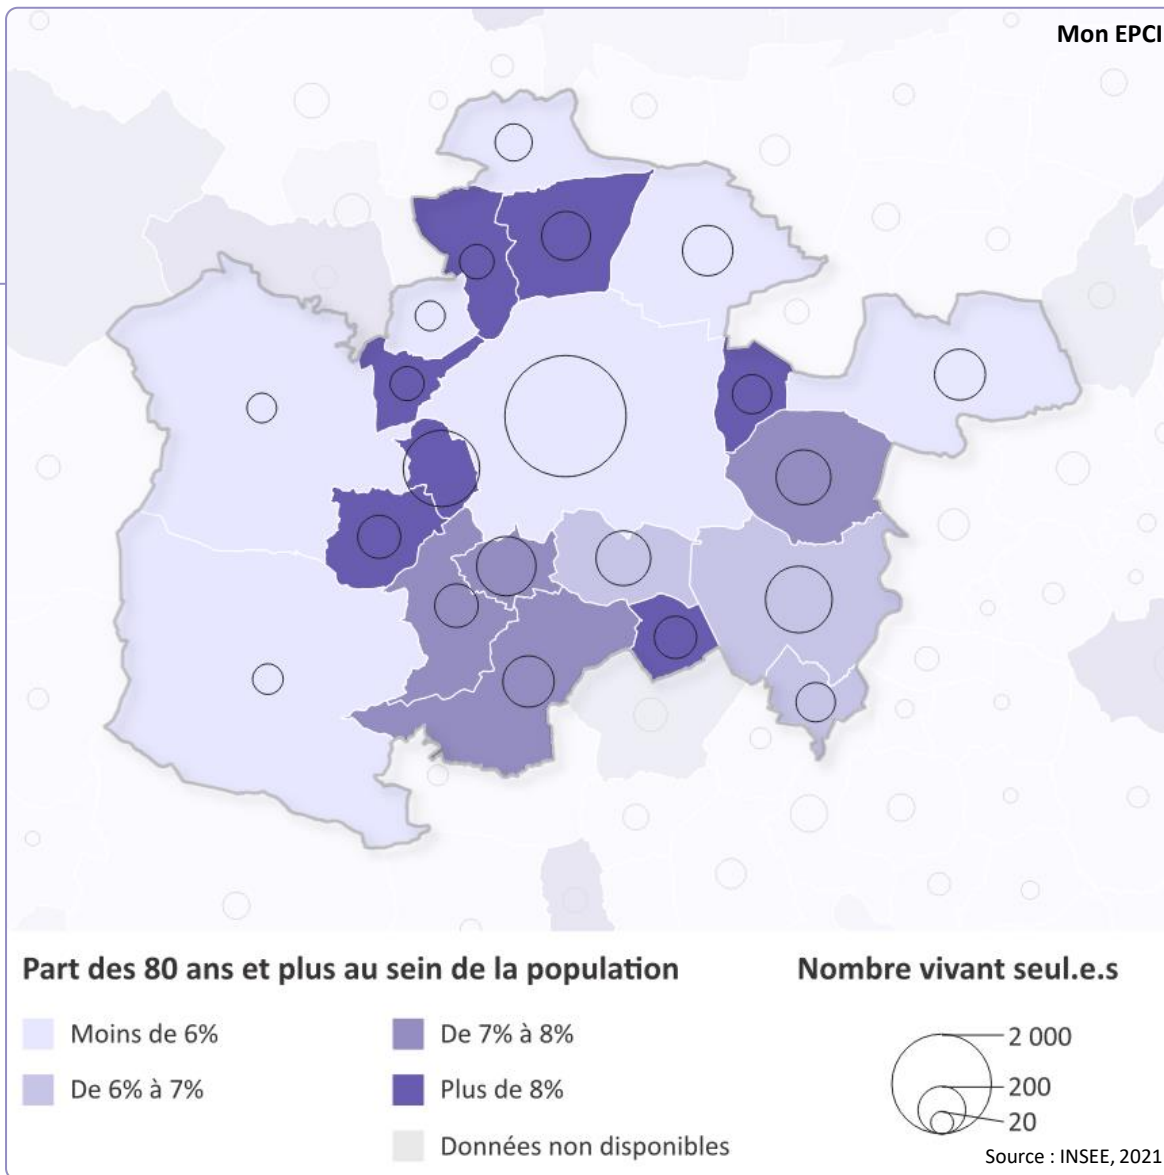 Mon EPCI
Part des 80 ans et plus au sein de la population
Moins de 6%
De 6% à 7%
De 7% à 8%
Plus de 8%
Données non disponibles
Nombre vivant seul.e.s
2 000
200
20
Source : INSEE, 2021